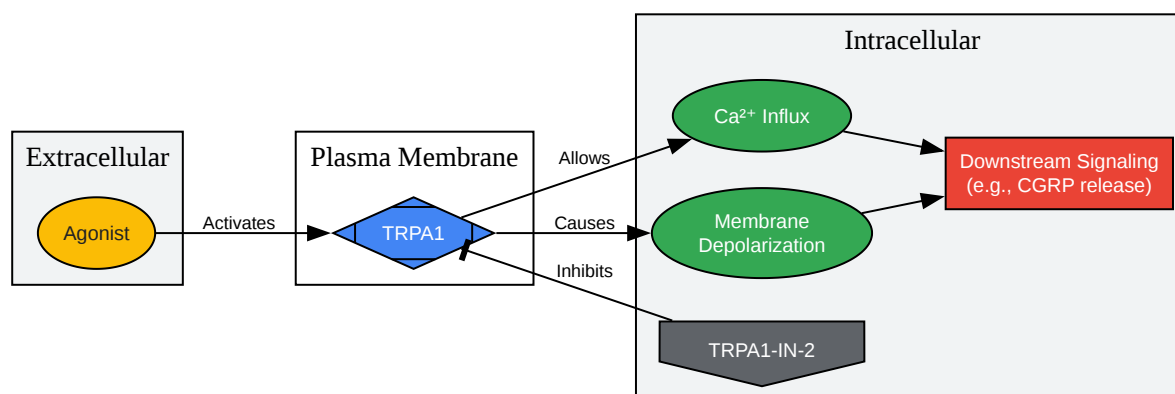 Extracellular
Agonist
Activates
Plasma Membrane
TRPA1
Allows
Causes
Inhibits
Intracellular
Ca²⁺ Influx
Membrane
Depolarization
TRPA1-IN-2
Downstream Signaling
(e.g., CGRP release)